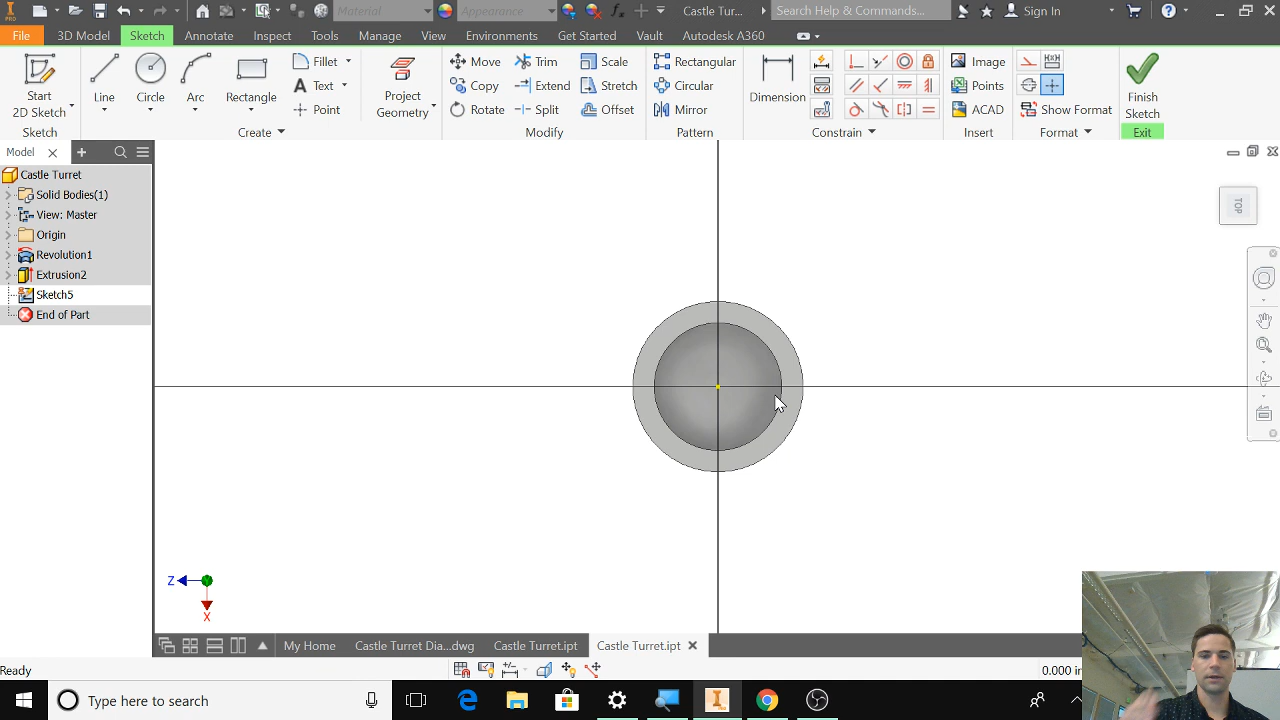 PRO Material Appearance Castle Tur... Search Help & Commands... Sign In
File 3D Model Sketch Annotate Inspect Tools Manage View Environments Get Started Vault Autodesk A360
Start 2D Sketch
Line
Circle
Arc
Rectangle
Fillet
Text
Point
Project Geometry
Move
Copy
Rotate
Trim
Extend
Split
Scale
Stretch
Offset
Rectangular
Circular
Mirror
Dimension
Image
Points
ACAD
Show Format
Finish Sketch
Sketch Create Modify Pattern Constrain Insert Format Exit
Model
Castle Turret
Solid Bodies(1)
View: Master
Origin
Revolution1
Extrusion2
Sketch5
End of Part
TOP
Z
X
My Home Castle Turret Dia...dwg Castle Turret.ipt Castle Turret.ipt
Ready 0.000 in
Type here to search